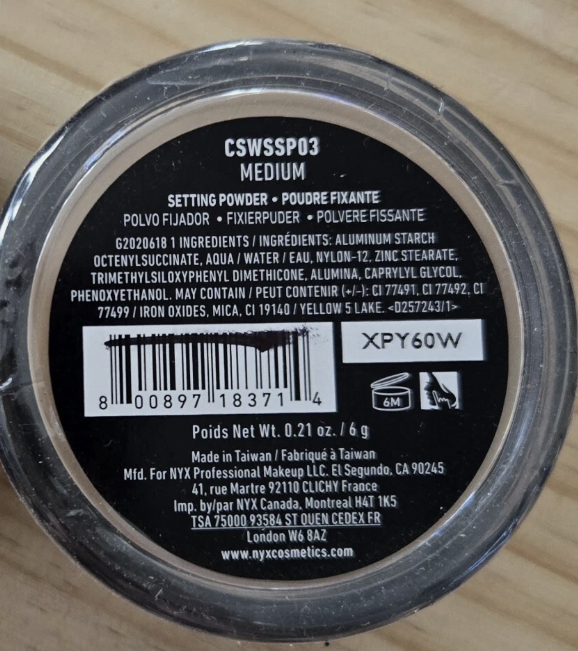 CSWSSP03
MEDIUM
SETTING POWDER • POUDRE FIXANTE
POLVO FIJADOR • FIXIERPUDER • POLVERE FISSANTE
G2020618 1 INGREDIENTS / INGRÉDIENTS: ALUMINUM STARCH
OCTENYLSUCCINATE, AQUA / WATER / EAU, NYLON-12, ZINC STEARATE,
TRIMETHYLSILOXYPHENYL DIMETHICONE, ALUMINA, CAPRYLYL GLYCOL,
PHENOXYETHANOL. MAY CONTAIN / PEUT CONTENIR (+/-): CI 77491, CI 77492, CI
77499 / IRON OXIDES, MICA, CI 19140 / YELLOW 5 LAKE. <D257243/1>
XPY60W
8 00897 18371 4
6M
Poids Net Wt. 0.21 oz. / 6 g
Made in Taiwan / Fabriqué à Taiwan
Mfd. For NYX Professional Makeup LLC. El Segundo, CA 90245
41, rue Martre 92110 CLICHY France
Imp. by/par NYX Canada, Montreal H4T 1K5
TSA 75000 93584 ST OUEN CEDEX FR
London W6 8AZ
www.nyxcosmetics.com